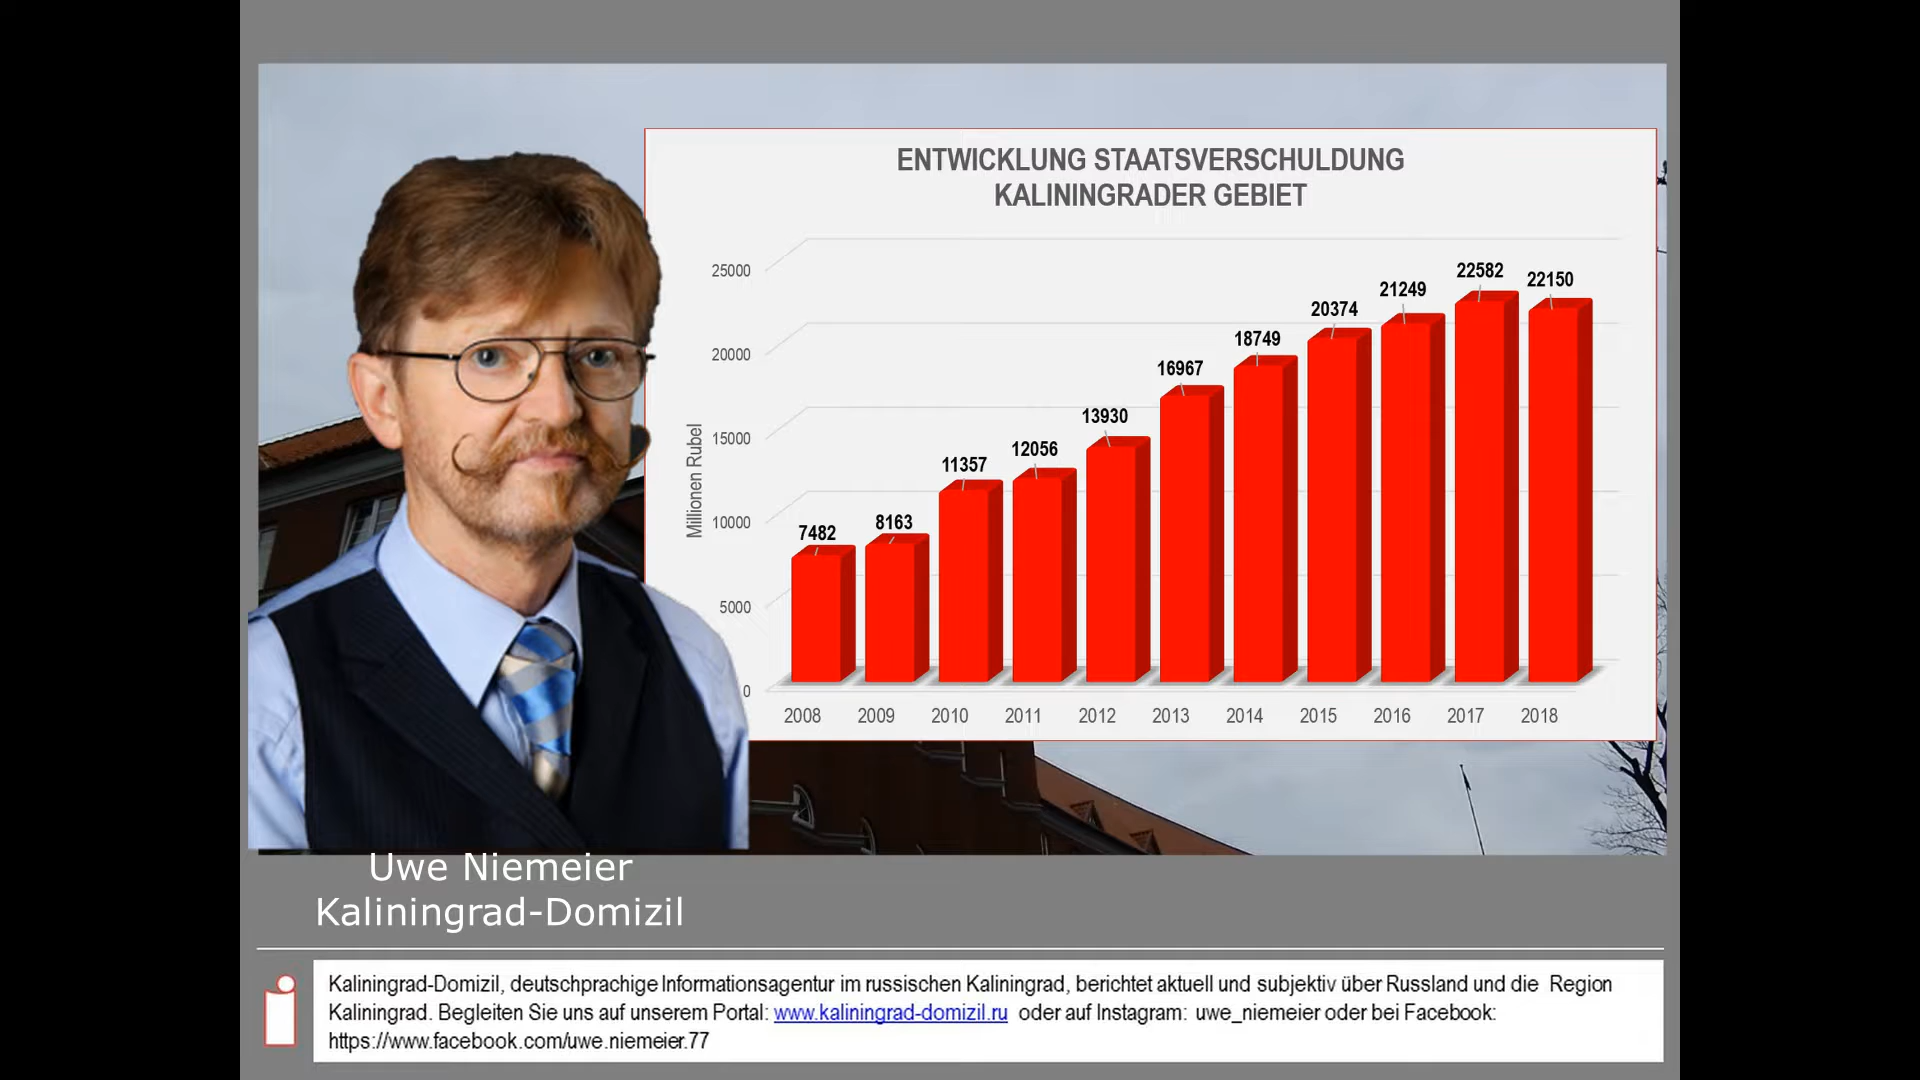 ENTWICKLUNG STAATSVERSCHULDUNG
KALININGRADER GEBIET
Millionen Rubel
25000
20000
15000
10000
5000
0
7482
8163
11357
12056
13930
16967
18749
20374
21249
22582
22150
2008 2009 2010 2011 2012 2013 2014 2015 2016 2017 2018
Uwe Niemeier
Kaliningrad-Domizil
Kaliningrad-Domizil, deutschprachige Informationsagentur im russischen Kaliningrad, berichtet aktuell und subjektiv über Russland und die Region
Kaliningrad. Begleiten Sie uns auf unserem Portal: www.kaliningrad-domizil.ru oder auf Instagram: uwe_niemeier oder bei Facebook:
https://www.facebook.com/uwe.niemeier.77